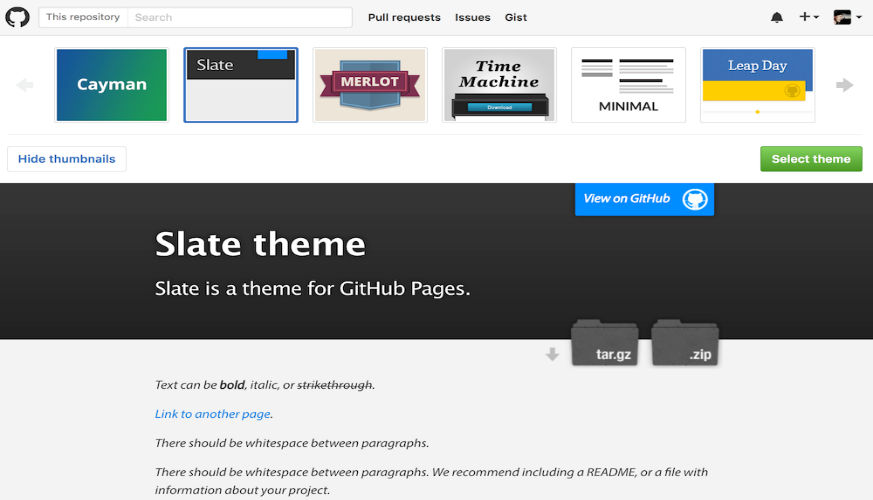 This repository Search Pull requests Issues Gist
Cayman
Slate
MERLOT
Time
Machine
Download
MINIMAL
Leap Day
Hide thumbnails
Select theme
View on GitHub
Slate theme
Slate is a theme for GitHub Pages.
tar.gz
.zip
Text can be bold, italic, or strikethrough.
Link to another page.
There should be whitespace between paragraphs.
There should be whitespace between paragraphs. We recommend including a README, or a file with
information about your project.